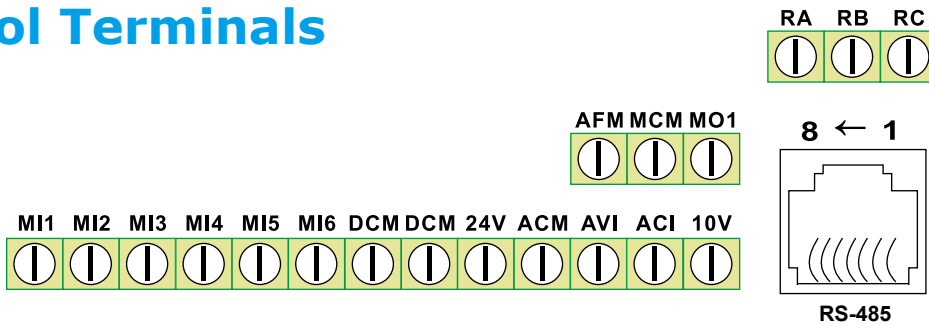 ol Terminals
RA RB RC
AFM MCM MO1
8 ← 1
MI1 MI2 MI3 MI4 MI5 MI6 DCM DCM 24V ACM AVI ACI 10V
RS-485